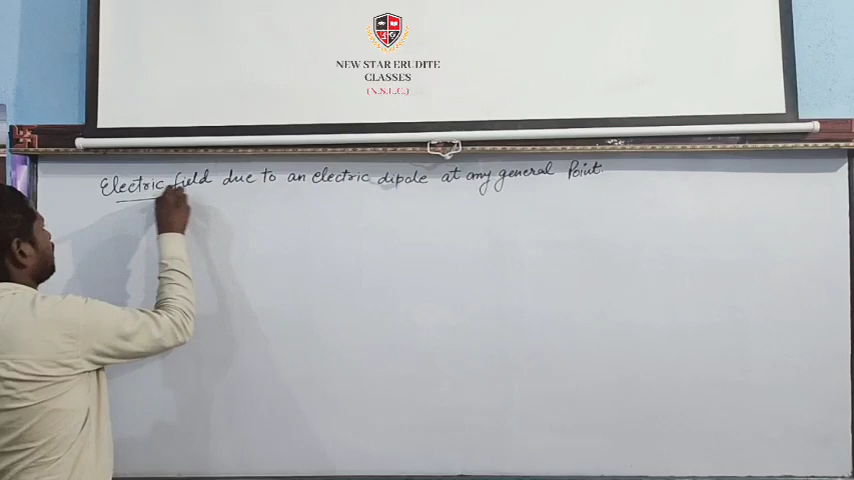 NEW STAR ERUDITE
CLASSES
(N.S.E.C.)
Electric field due to an electric dipole at any general Point